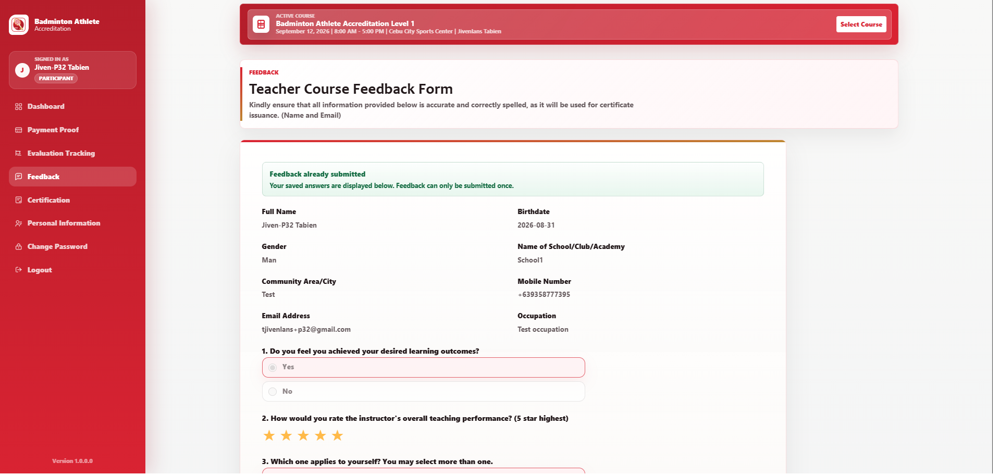 Badminton Athlete
Accreditation
SIGNED IN AS
J
Jiven-P32 Tabien
PARTICIPANT
Dashboard
Payment Proof
Evaluation Tracking
Feedback
Certification
Personal Information
Change Password
Logout
Version 1.0.0.0
ACTIVE COURSE
Badminton Athlete Accreditation Level 1
September 12, 2026 | 8:00 AM - 5:00 PM | Cebu City Sports Center | Jivenlans Tabien
Select Course
FEEDBACK
Teacher Course Feedback Form
Kindly ensure that all information provided below is accurate and correctly spelled, as it will be used for certificate
issuance. (Name and Email)
Feedback already submitted
Your saved answers are displayed below. Feedback can only be submitted once.
Full Name
Jiven-P32 Tabien
Birthdate
2026-08-31
Gender
Man
Name of School/Club/Academy
School1
Community Area/City
Test
Mobile Number
+639358777395
Email Address
tjivenlans+p32@gmail.com
Occupation
Test occupation
1. Do you feel you achieved your desired learning outcomes?
Yes
No
2. How would you rate the instructor's overall teaching performance? (5 star highest)
3. Which one applies to yourself? You may select more than one.